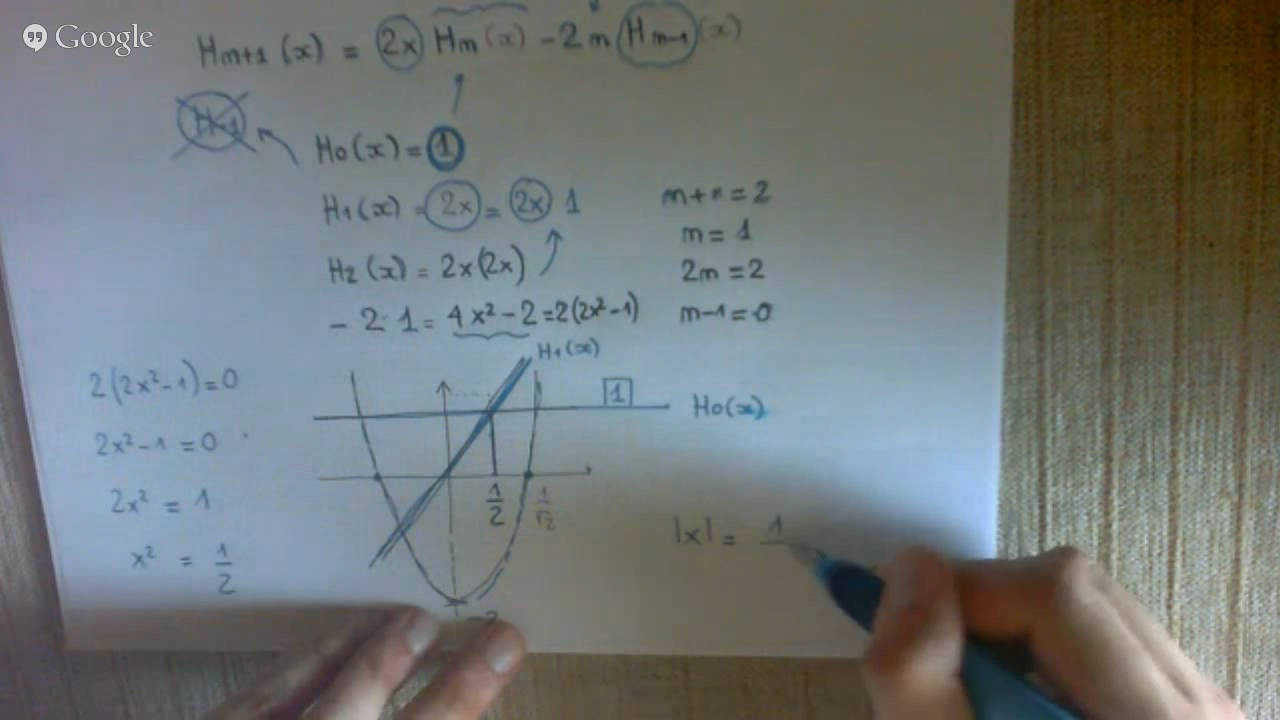 Google
Hm+1 (x) = 2x Hm (x) - 2m Hm-1 (x)
H-1
H0(x) = 1
H1(x) = 2x = 2x 1
m+1 = 2
m = 1
H2 (x) = 2x(2x)
2m = 2
- 2·1 = 4x² - 2 = 2(2x² - 1)
m-1 = 0
H1(x)
2(2x²-1) = 0
1
H0(x)
2x²-1 = 0
2x² = 1
1/2
1/√2
|x| = 1
x² = 1/2
-2